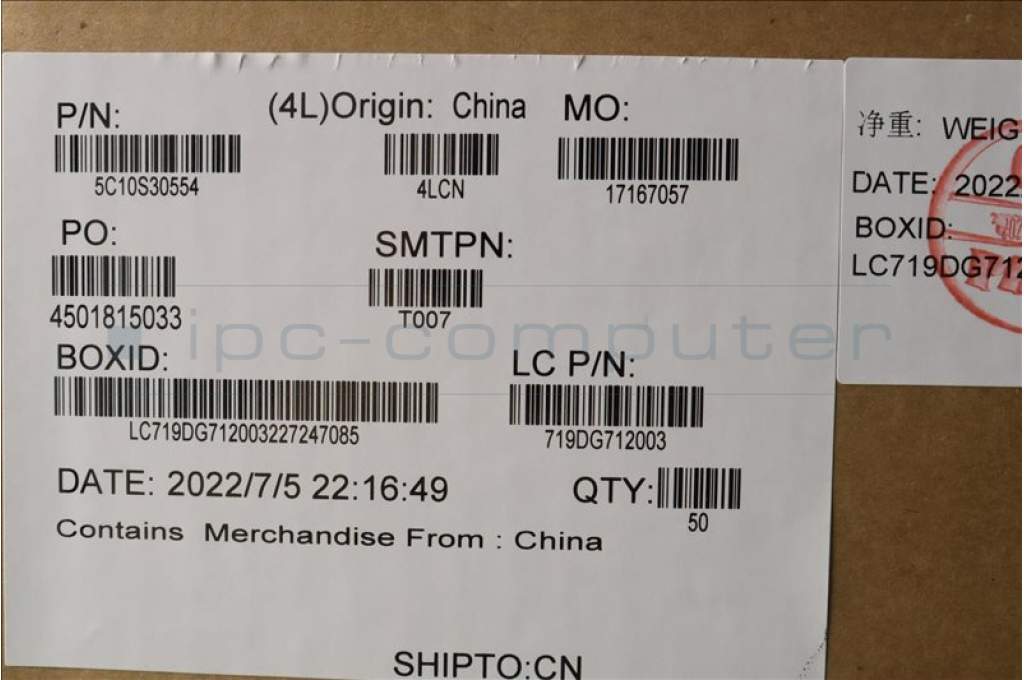 P/N:
5C10S30554
(4L)Origin: China
4LCN
MO:
17167057
PO:
4501815033
SMTPN:
T007
BOXID:
LC719DG712003227247085
LC P/N:
719DG712003
DATE: 2022/7/5 22:16:49
QTY:
50
Contains Merchandise From : China
SHIPTO:CN
净重: WEIG
DATE: 2022
BOXID:
LC719DG712
ipc-computer